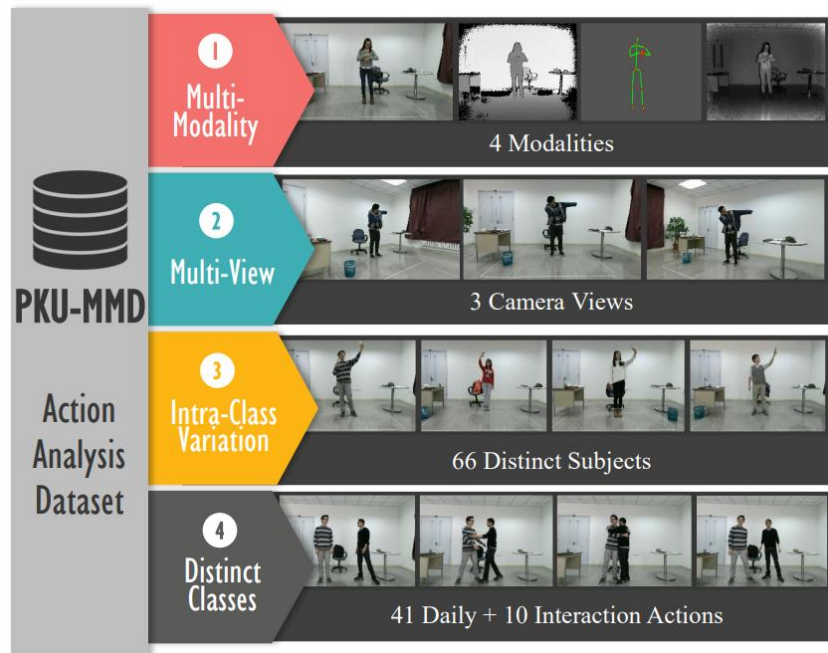 PKU-MMD
Action
Analysis
Dataset
1
Multi-
Modality
4 Modalities
2
Multi-View
3 Camera Views
3
Intra-Class
Variation
66 Distinct Subjects
4
Distinct
Classes
41 Daily + 10 Interaction Actions